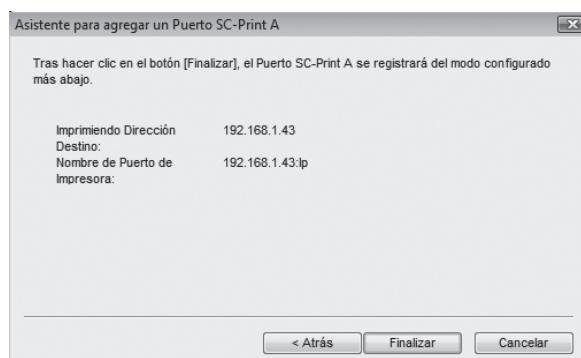 Asistente para agregar un Puerto SC-Print A
Tras hacer clic en el botón [Finalizar], el Puerto SC-Print A se registrará del modo configurado
más abajo.
Imprimiendo Dirección 192.168.1.43
Destino:
Nombre de Puerto de 192.168.1.43:lp
Impresora:
< Atrás Finalizar Cancelar